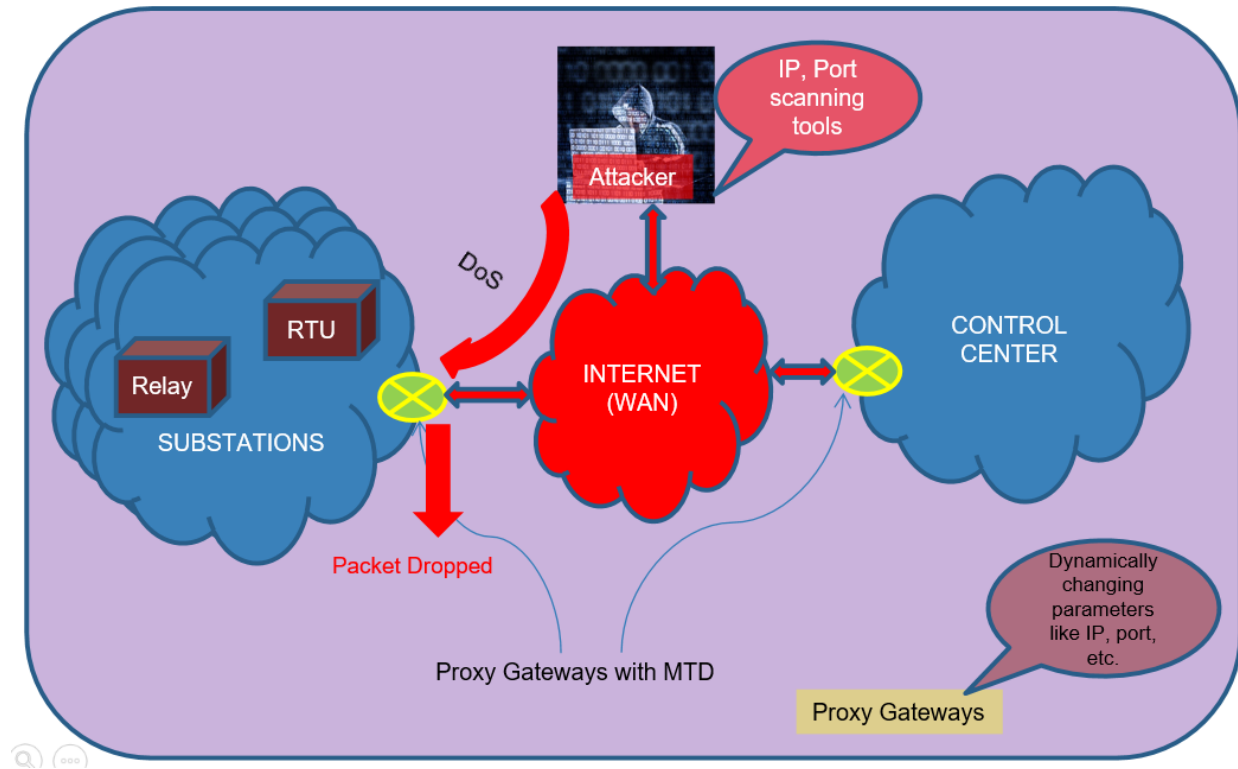 IP, Port
scanning
tools
Attacker
DoS
RTU
Relay
SUBSTATIONS
INTERNET
(WAN)
CONTROL
CENTER
Packet Dropped
Dynamically
changing
parameters
like IP, port,
etc.
Proxy Gateways with MTD
Proxy Gateways